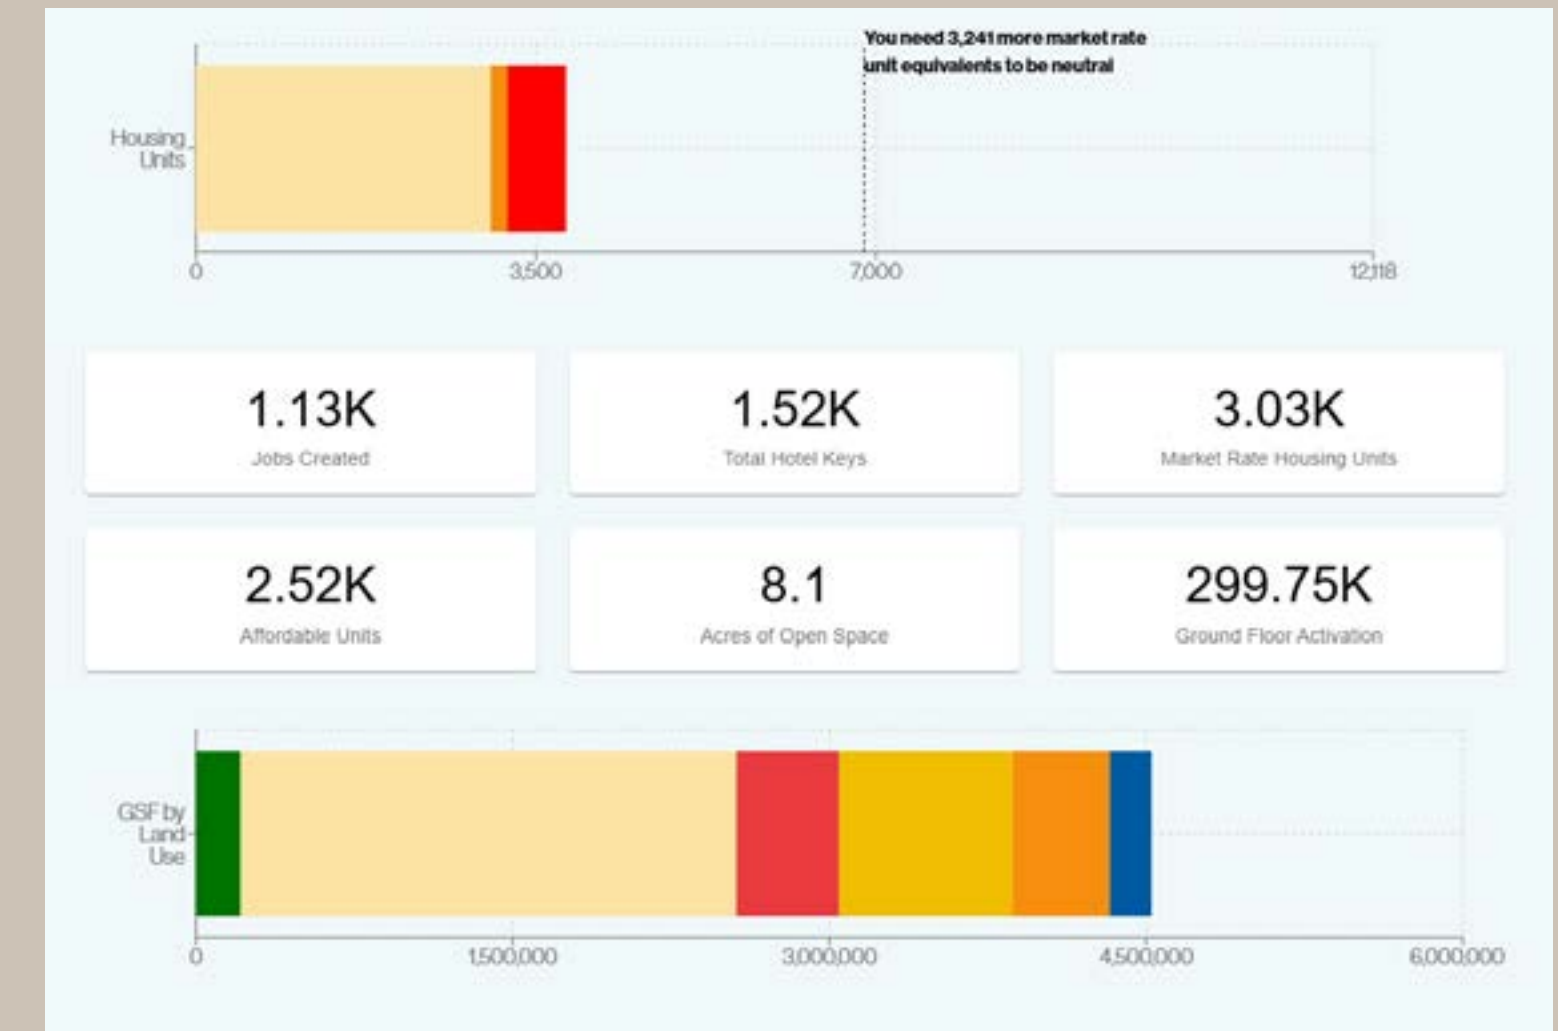 You need 3,241 more market rate
unit equivalents to be neutral
Housing
Units
0
3,500
7,000
12,118
1.13K
Jobs Created
1.52K
Total Hotel Keys
3.03K
Market Rate Housing Units
2.52K
Affordable Units
8.1
Acres of Open Space
299.75K
Ground Floor Activation
GSF by
Land
Use
0
1,500,000
3,000,000
4,500,000
6,000,000